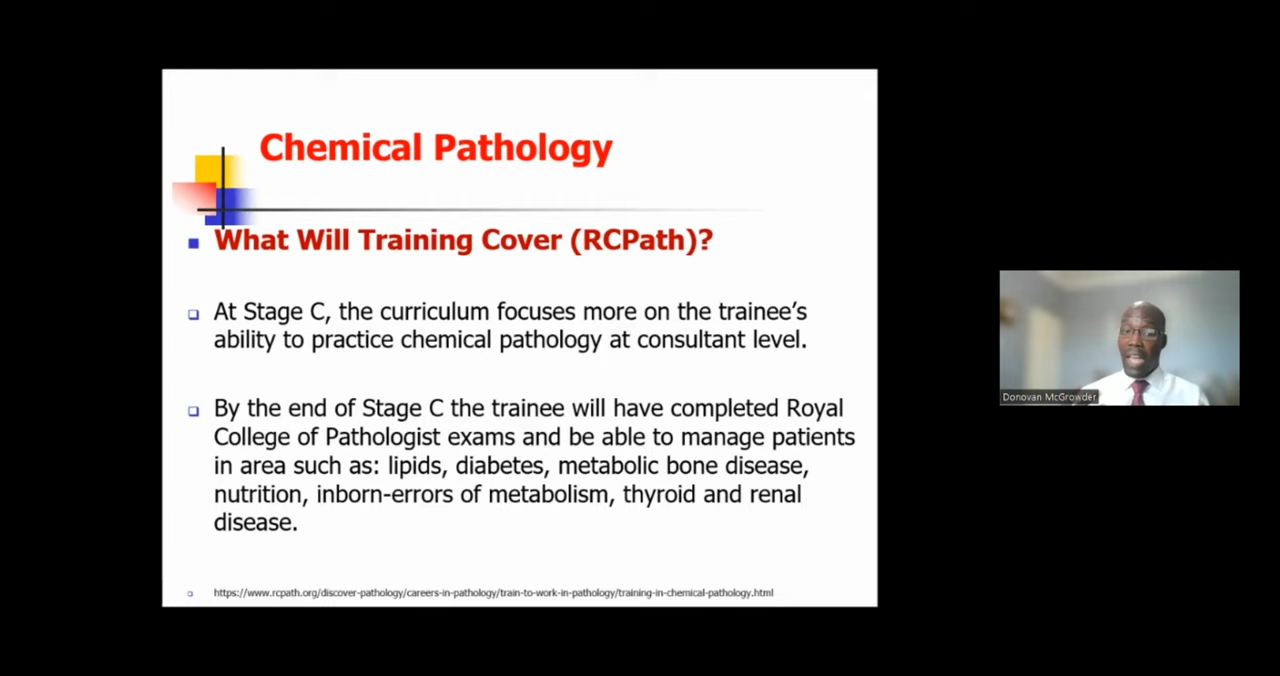 Chemical Pathology
What Will Training Cover (RCPath)?
At Stage C, the curriculum focuses more on the trainee's
ability to practice chemical pathology at consultant level.
By the end of Stage C the trainee will have completed Royal
College of Pathologist exams and be able to manage patients
in area such as: lipids, diabetes, metabolic bone disease,
nutrition, inborn-errors of metabolism, thyroid and renal
disease.
https://www.rcpath.org/discover-pathology/careers-in-pathology/train-to-work-in-pathology/training-in-chemical-pathology.html
Donovan McGrowder